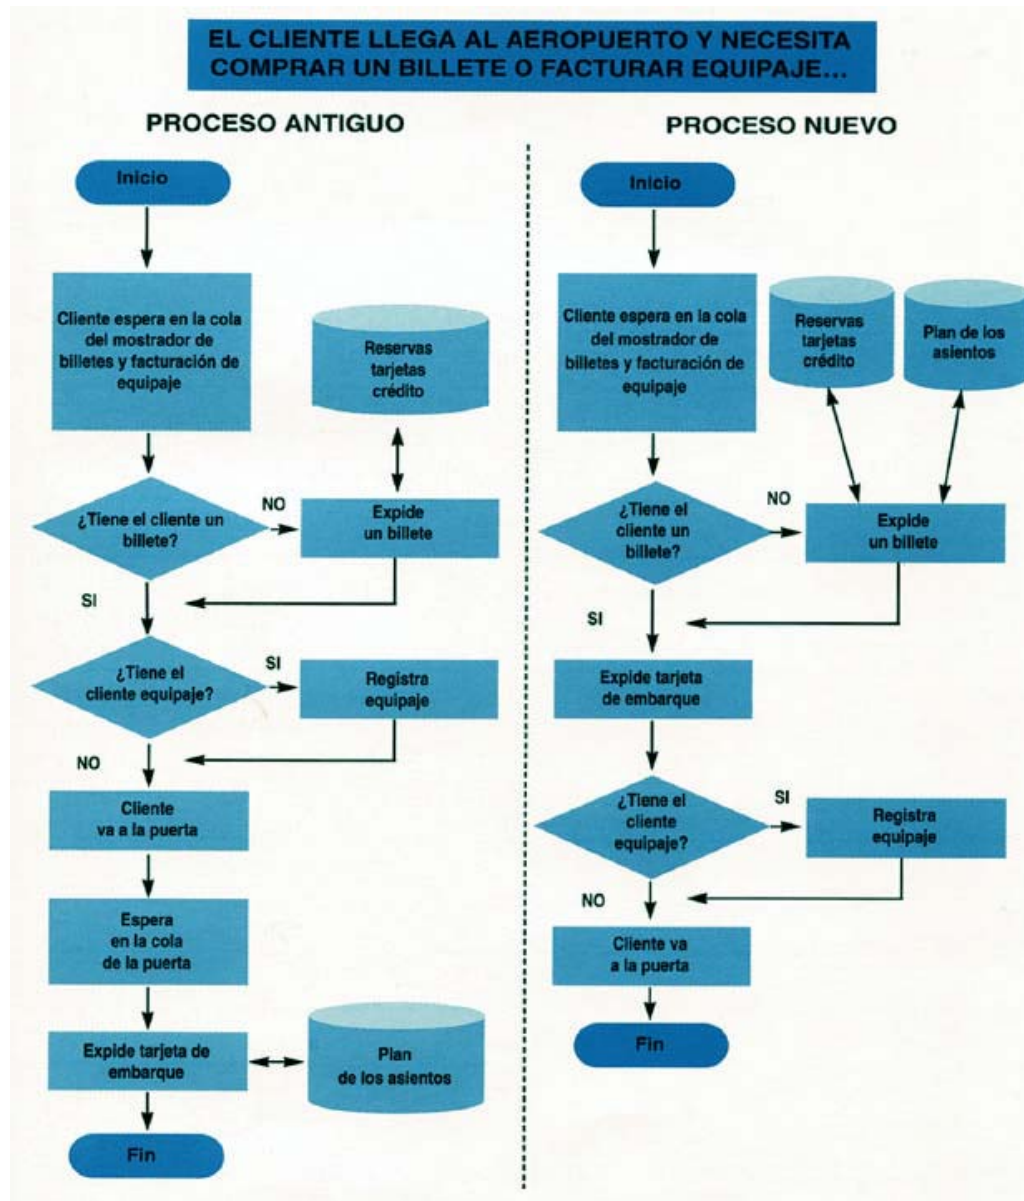 EL CLIENTE LLEGA AL AEROPUERTO Y NECESITA
COMPRAR UN BILLETE O FACTURAR EQUIPAJE...
PROCESO ANTIGUO
Inicio
Cliente espera en la cola
del mostrador de
billetes y facturación de
equipaje
Reservas
tarjetas
crédito
¿Tiene el cliente un
billete?
NO
Expide
un billete
SI
¿Tiene el
cliente equipaje?
SI
Registra
equipaje
NO
Cliente
va a la puerta
Espera
en la cola
de la puerta
Expide tarjeta de
embarque
Plan
de los asientos
Fin
PROCESO NUEVO
Inicio
Cliente espera en la cola
del mostrador de
billetes y facturación de
equipaje
Reservas
tarjetas
crédito
Plan de los
asientos
¿Tiene el
cliente un
billete?
NO
Expide
un billete
SI
Expide tarjeta
de embarque
¿Tiene el
cliente
equipaje?
SI
Registra
equipaje
NO
Cliente va
a la puerta
Fin